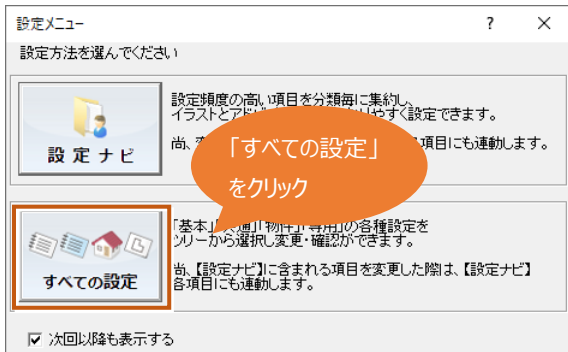 設定メニュー ?
設定方法を選んでください
設定頻度の高い項目を分類毎に集約し、
イラストとアド やすく設定できます。
設定ナビ
尚、 項目にも連動します。
「すべての設定」
をクリック
「基本」 「物件」 各種設定を
ツリーから選択し変更・確認ができます。
すべての設定
尚、【設定ナビ】に含まれる項目を変更した際は、【設定ナビ】
各項目にも連動します。
次回以降も表示する